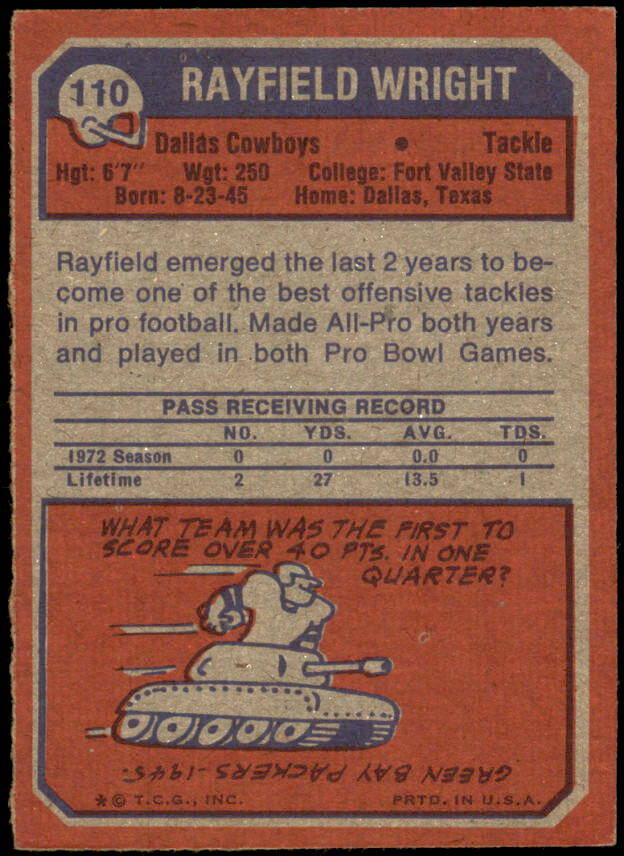 110
RAYFIELD WRIGHT
Dallas Cowboys • Tackle
Hgt: 6'7" Wgt: 250 College: Fort Valley State
Born: 8-23-45 Home: Dallas, Texas
Rayfield emerged the last 2 years to be-
come one of the best offensive tackles
in pro football. Made All-Pro both years
and played in both Pro Bowl Games.
PASS RECEIVING RECORD
NO. YDS. AVG. TDS.
1972 Season 0 0 0.0 0
Lifetime 2 27 13.5 1
WHAT TEAM WAS THE FIRST TO
SCORE OVER 40 PTS. IN ONE
QUARTER?
GREEN BAY PACKERS-1945.
*© T.C.G., INC. PRTD. IN U.S.A.